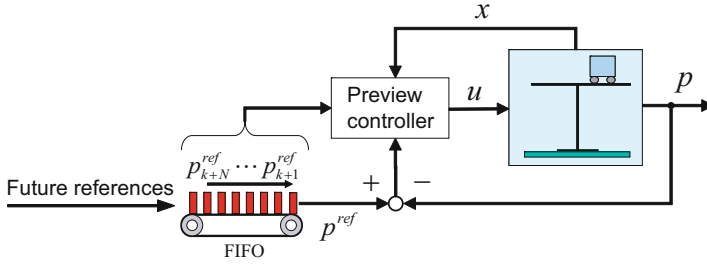 x
Preview
controller
u
p
p_{k+N}^{ref} ⋯ p_{k+1}^{ref}
Future references
+
−
p^{ref}
FIFO